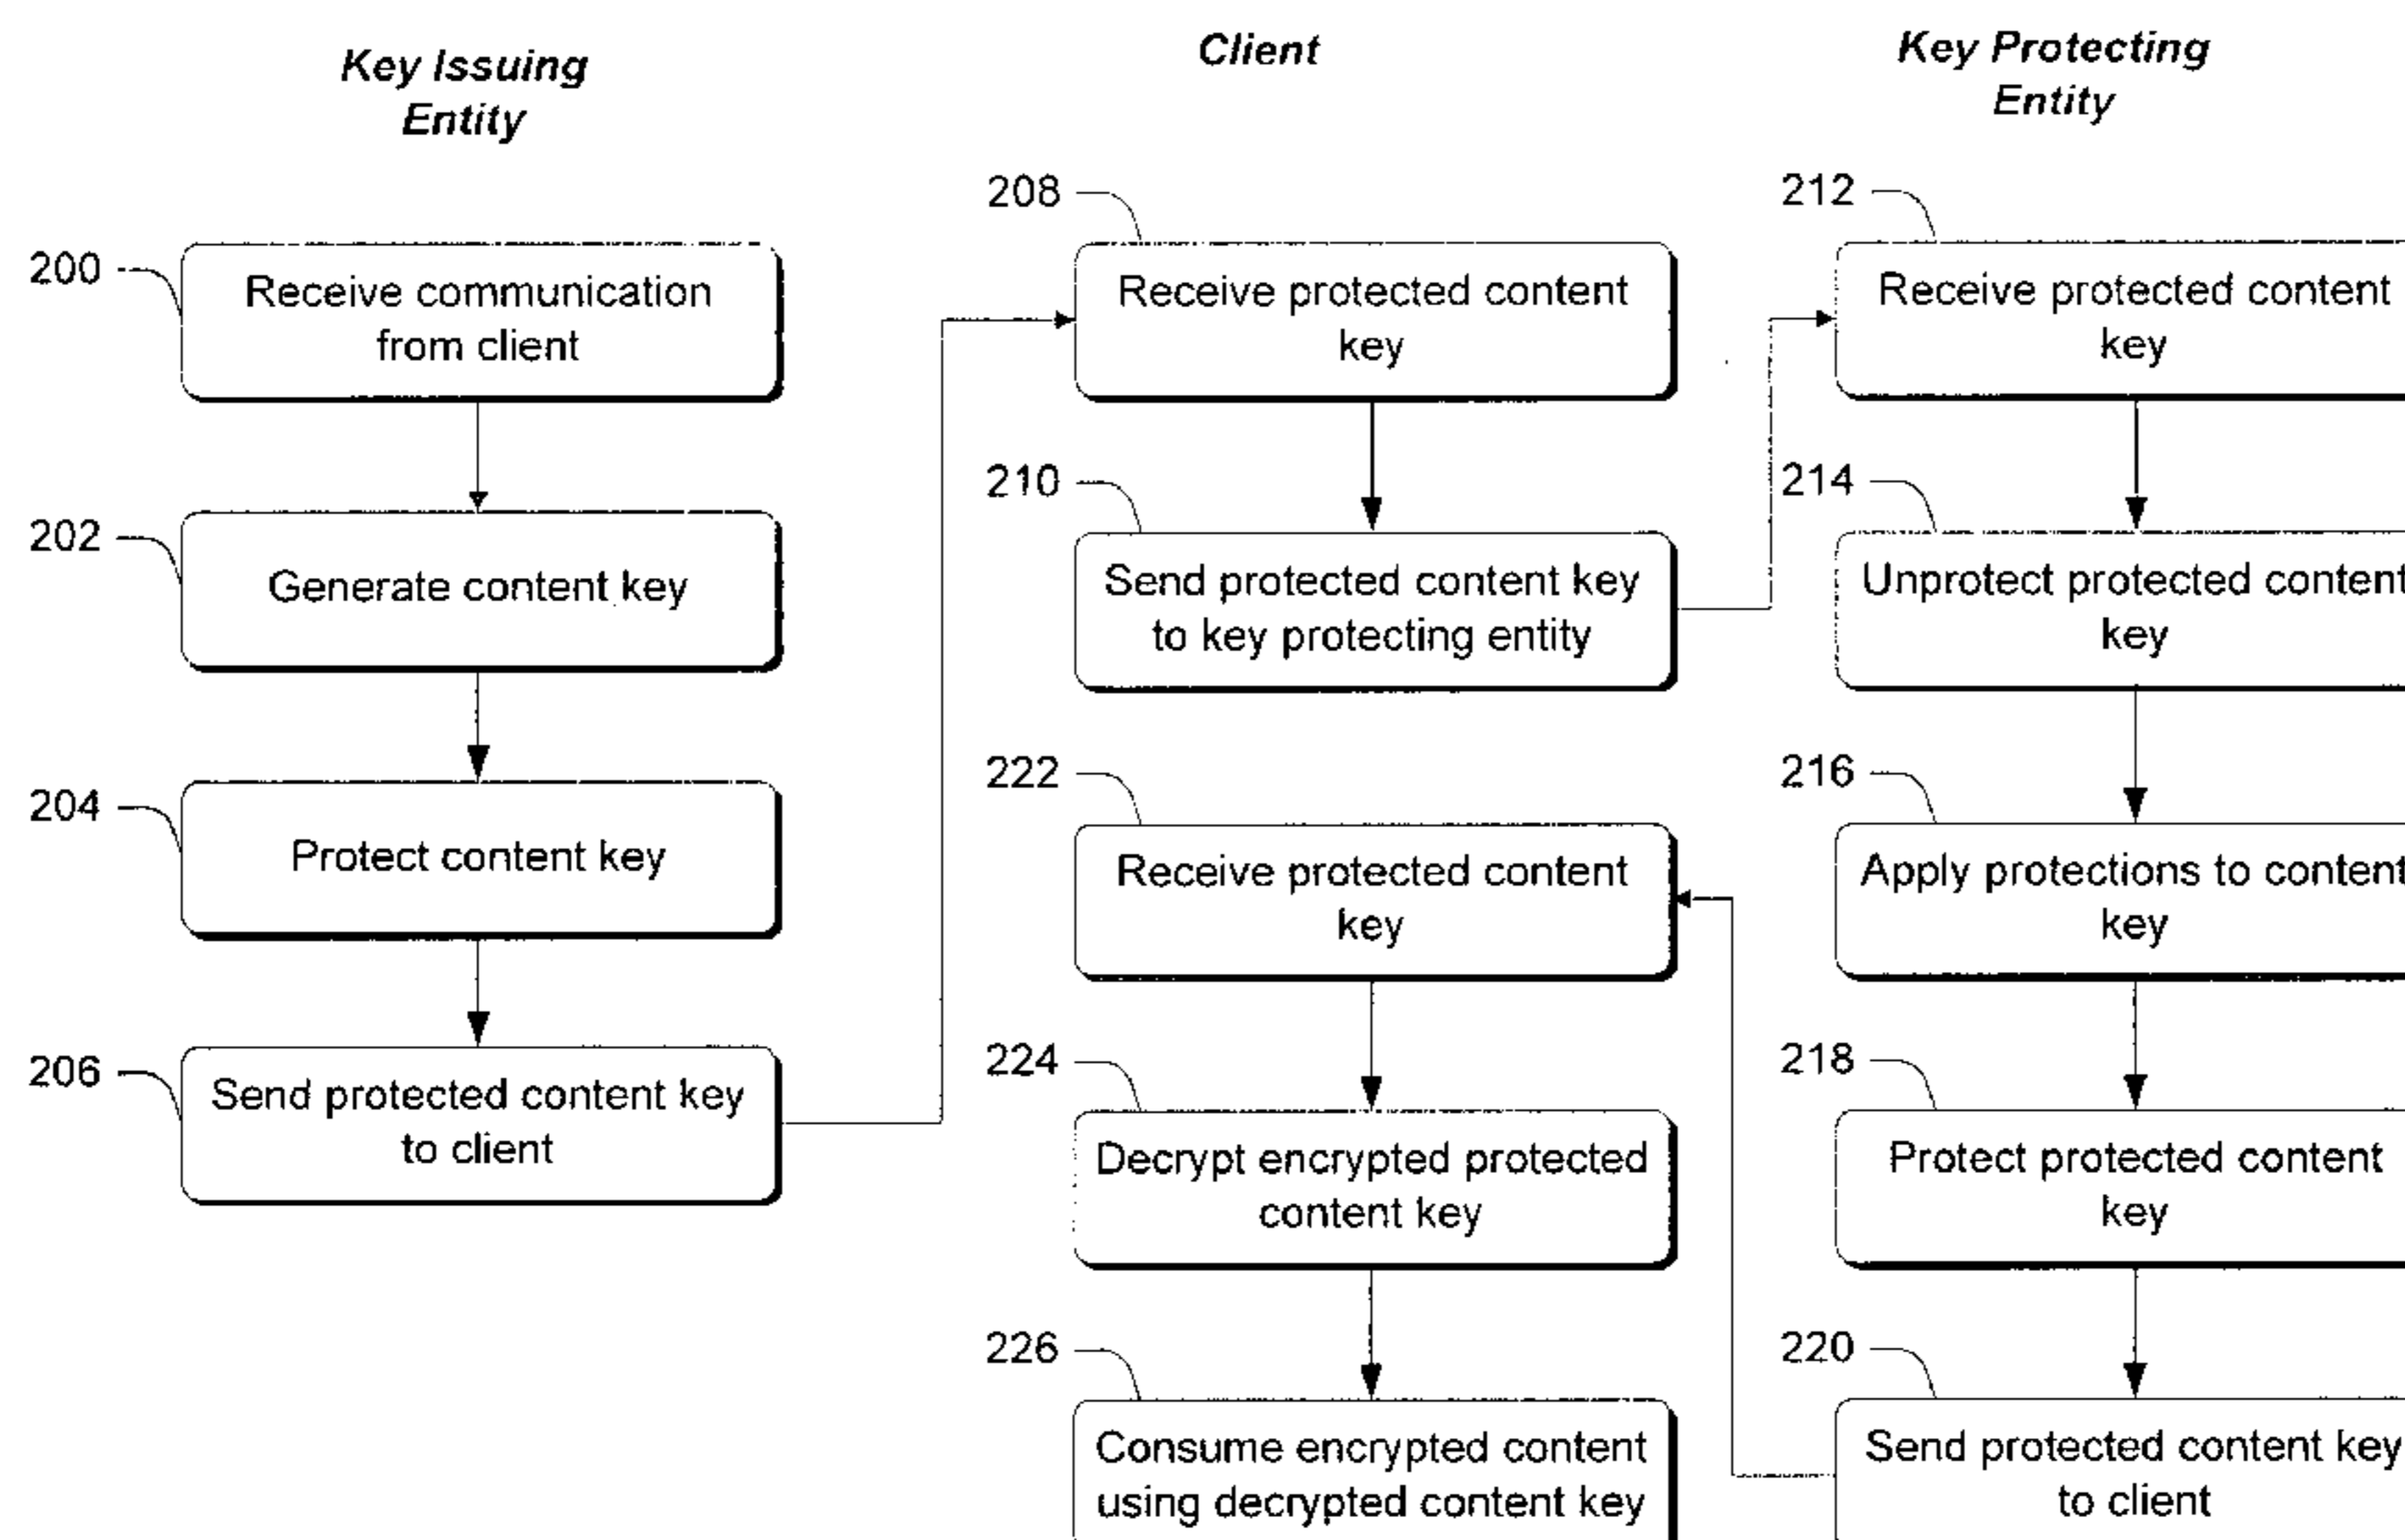 Key Issuing
Entity
200
Receive communication
from client
202
Generate content key
204
Protect content key
206
Send protected content key
to client
Client
208
Receive protected content
key
210
Send protected content key
to key protecting entity
222
Receive protected content
key
224
Decrypt encrypted protected
content key
226
Consume encrypted content
using decrypted content key
Key Protecting
Entity
212
Receive protected content
key
214
Unprotect protected content
key
216
Apply protections to content
key
218
Protect protected content
key
220
Send protected content key
to client